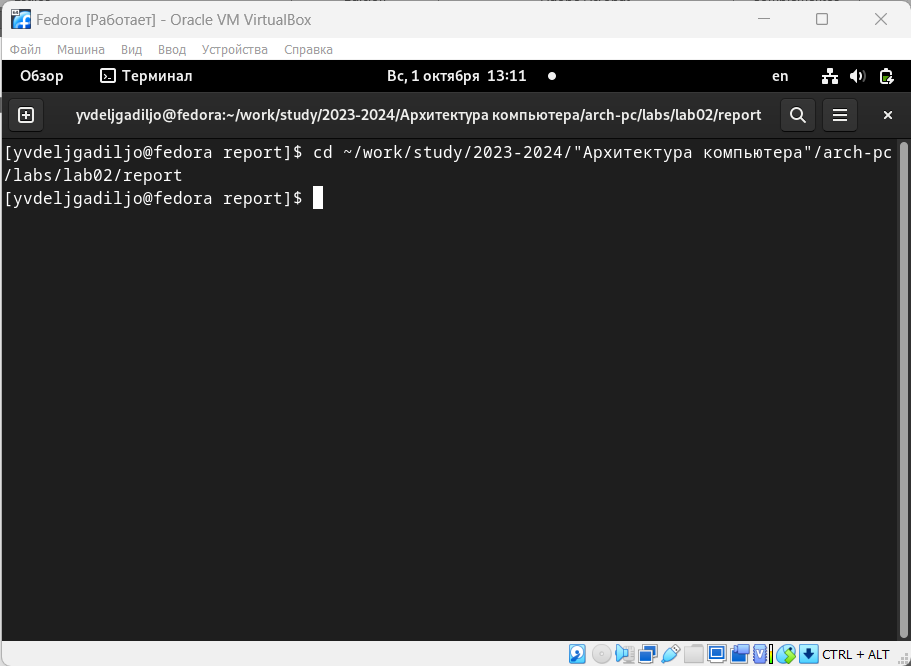 Fedora [Работает] - Oracle VM VirtualBox
Файл Машина Вид Ввод Устройства Справка
Обзор Терминал Вс, 1 октября 13:11 en
yvdeljgadiljo@fedora:~/work/study/2023-2024/Архитектура компьютера/arch-pc/labs/lab02/report
[yvdeljgadiljo@fedora report]$ cd ~/work/study/2023-2024/"Архитектура компьютера"/arch-pc
/labs/lab02/report
[yvdeljgadiljo@fedora report]$
CTRL + ALT